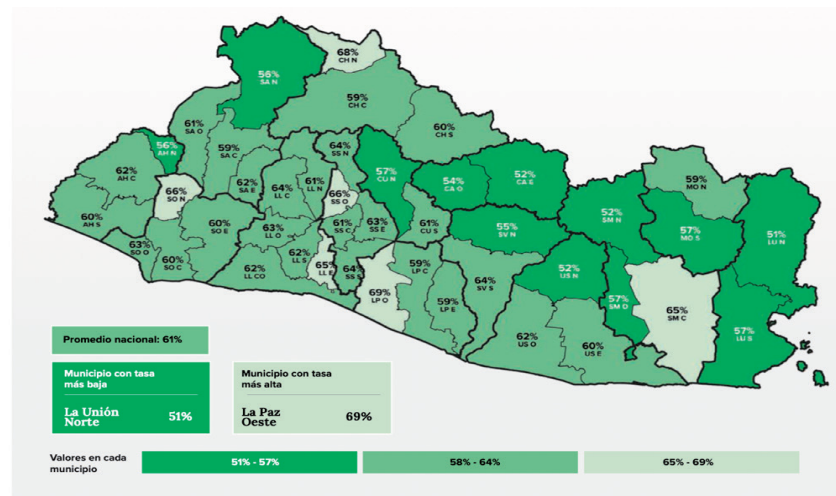 68%
CH N
56%
SA N
59%
CH C
60%
CH S
61%
SA O
59%
SA C
56%
AH N
62%
AH C
66%
SO N
60%
AH S
62%
SA E
64%
LL C
61%
LL N
64%
SS N
66%
SS O
57%
CU N
54%
CA O
52%
CA E
61%
SS C
63%
SS E
61%
CU S
55%
SV N
52%
SM N
59%
MO N
57%
MO S
51%
LU N
63%
SO O
60%
SO C
60%
SO E
63%
LL O
62%
LL S
62%
LL CO
65%
LL E
64%
SS S
69%
LP O
59%
LP C
59%
LP E
64%
SV S
52%
US N
57%
SM O
65%
SM C
57%
LU S
62%
US O
60%
US E
Promedio nacional: 61%
Municipio con tasa
más baja
La Unión
Norte
51%
Municipio con tasa
más alta
La Paz
Oeste
69%
Valores en cada
municipio
51% - 57%
58% - 64%
65% - 69%